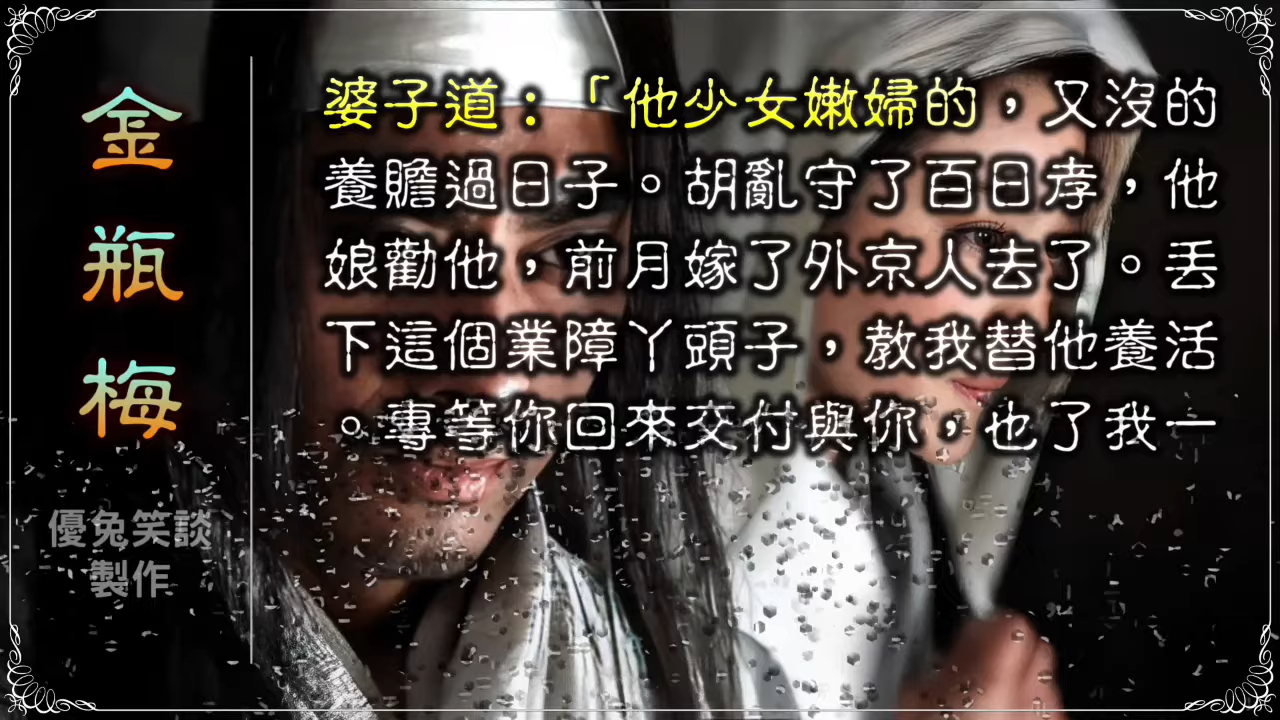 金瓶梅
優兔笑談
製作
婆子道：「他少女嫩婦的，又沒的
養贍過日子。胡亂守了百日孝，他
娘勸他，前月嫁了外京人去了。丟
下這個業障丫頭子，教我替他養活
。專等你回來交付與你，也了我一